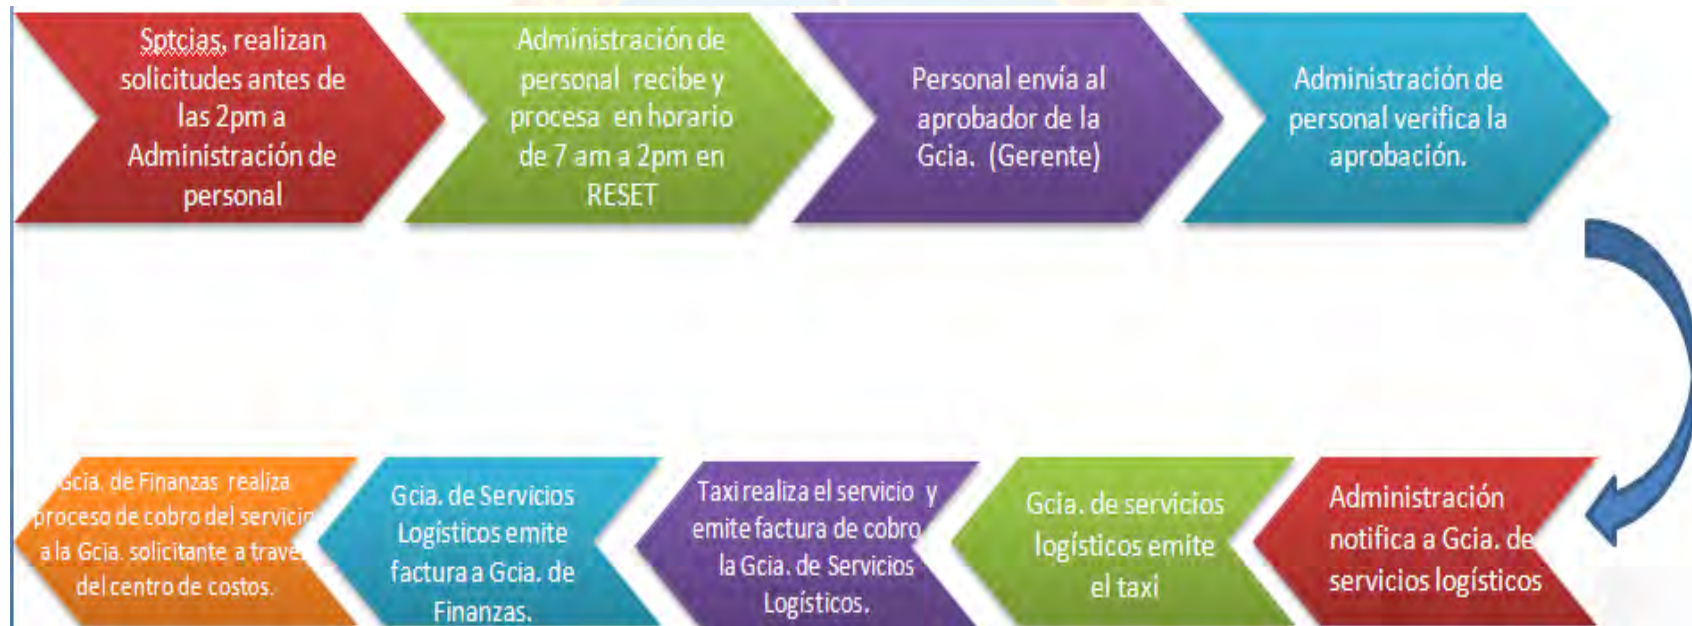 Sptcias, realizan
solicitudes antes de
las 2pm a
Administración de
personal
Administración de
personal recibe y
procesa en horario
de 7 am a 2pm en
RESET
Personal envía al
aprobador de la
Gcia. (Gerente)
Administración de
personal verifica la
aprobación.
Administración
notifica a Gcia. de
servicios logísticos
Gcia. de servicios
logísticos emite
el taxi
Taxi realiza el servicio y
emite factura de cobro
la Gcia. de Servicios
Logísticos.
Gcia. de Servicios
Logísticos emite
factura a Gcia. de
Finanzas.
Gcia. de Finanzas realiza
proceso de cobro del servicio
a la Gcia. solicitante a través
del centro de costos.